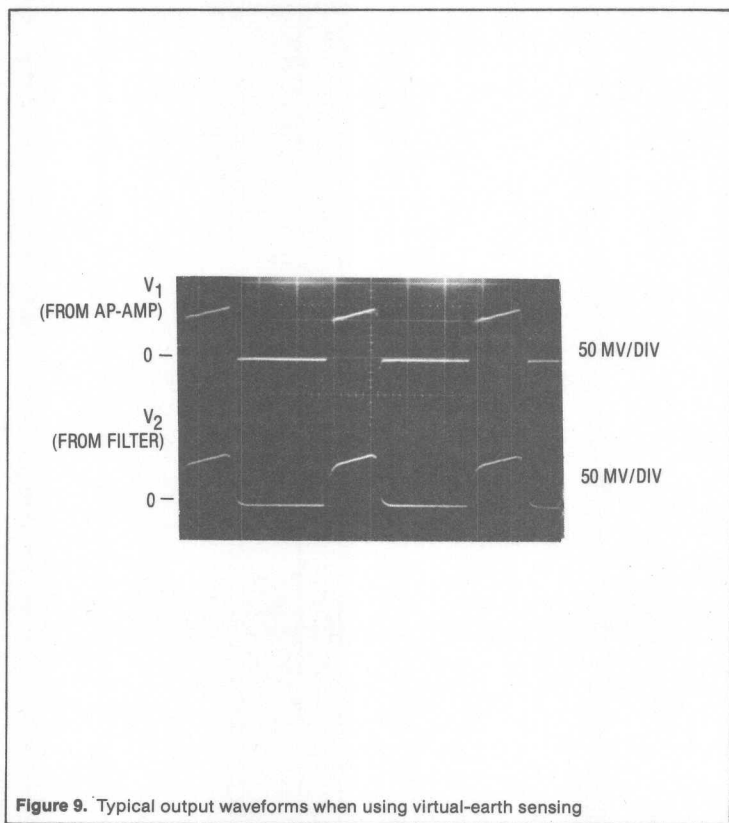 V1
(FROM AP-AMP)
0 —
50 MV/DIV
V2
(FROM FILTER)
0 —
50 MV/DIV
Figure 9. Typical output waveforms when using virtual-earth sensing